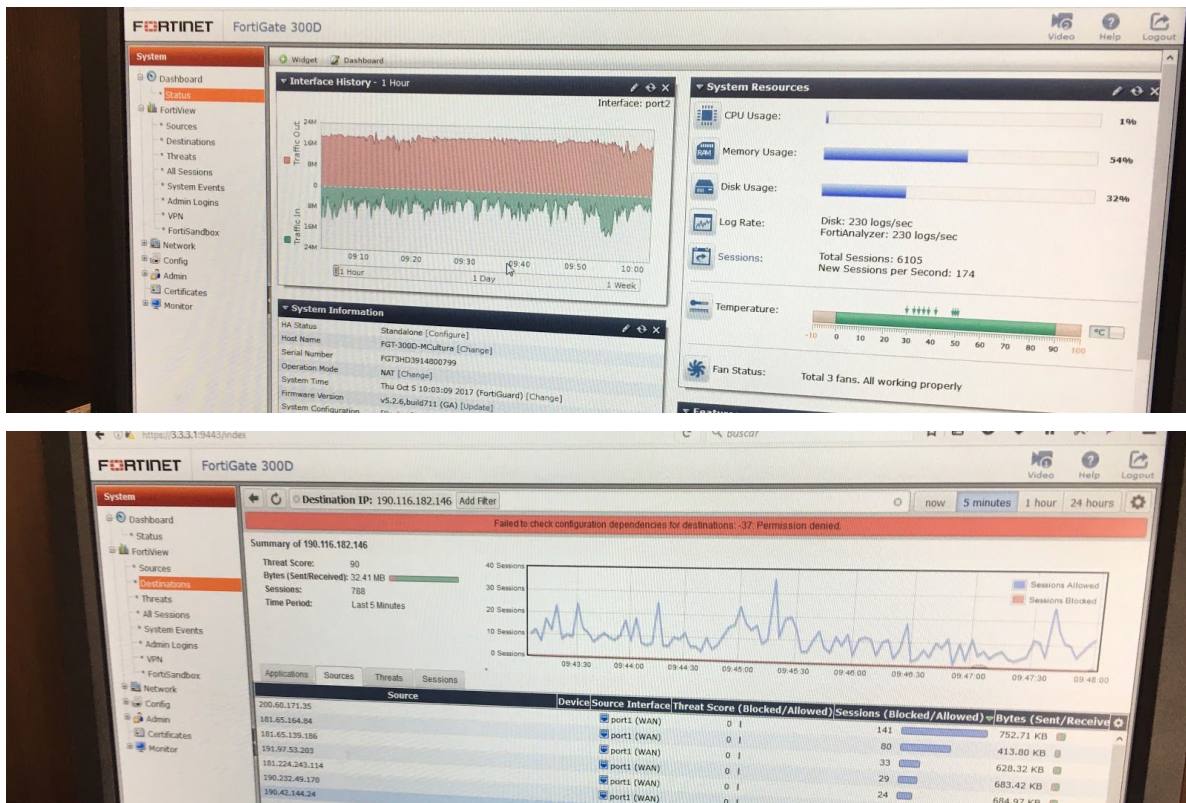 FORTINET FortiGate 300D
Video Help Logout
System
Widget Dashboard
Dashboard
Status
FortiView
Sources
Destinations
Threats
All Sessions
System Events
Admin Logins
VPN
FortiSandbox
Network
Config
Admin
Certificates
Monitor
Interface History - 1 Hour
Interface: port2
Traffic Out
24M
16M
8M
0
Traffic In
8M
16M
24M
09:10 09:20 09:30 09:40 09:50 10:00
1 Hour 1 Day 1 Week
System Information
HA Status Standalone [Configure]
Host Name FGT-300D-MCultura [Change]
Serial Number FGT3HD3914800799
Operation Mode NAT [Change]
System Time Thu Oct 5 10:03:09 2017 (FortiGuard) [Change]
Firmware Version v5.2.6,build711 (GA) [Update]
System Configuration
System Resources
CPU Usage: 1%
Memory Usage: 54%
Disk Usage: 32%
Log Rate: Disk: 230 logs/sec
FortiAnalyzer: 230 logs/sec
Sessions: Total Sessions: 6105
New Sessions per Second: 174
Temperature:
-10 0 10 20 30 40 50 60 70 80 90 100
°C
Fan Status: Total 3 fans. All working properly
https://3.3.3.1:9443/index
Buscar
FORTINET FortiGate 300D
Video Help Logout
System
Dashboard
Status
FortiView
Sources
Destinations
Threats
All Sessions
System Events
Admin Logins
VPN
FortiSandbox
Network
Config
Admin
Certificates
Monitor
Destination IP: 190.116.182.146 Add Filter
now 5 minutes 1 hour 24 hours
Failed to check configuration dependencies for destinations: -37: Permission denied.
Summary of 190.116.182.146
Threat Score: 90
Bytes (Sent/Received): 32.41 MB
Sessions: 788
Time Period: Last 5 Minutes
40 Sessions
30 Sessions
20 Sessions
10 Sessions
0 Sessions
Sessions Allowed
Sessions Blocked
09:43:30 09:44:00 09:44:30 09:45:00 09:45:30 09:46:00 09:46:30 09:47:00 09:47:30 09:48:00
Applications Sources Threats Sessions
Source Device Source Interface Threat Score (Blocked/Allowed) Sessions (Blocked/Allowed) Bytes (Sent/Receive
200.60.171.35 port1 (WAN) 0 141 752.71 KB
181.65.164.84 port1 (WAN) 0 80 413.80 KB
181.65.139.186 port1 (WAN) 0 33 628.32 KB
191.97.53.203 port1 (WAN) 0 29 683.42 KB
181.224.243.114 port1 (WAN) 0 24 684.97 KB
190.232.49.170 port1 (WAN) 0
190.42.144.24